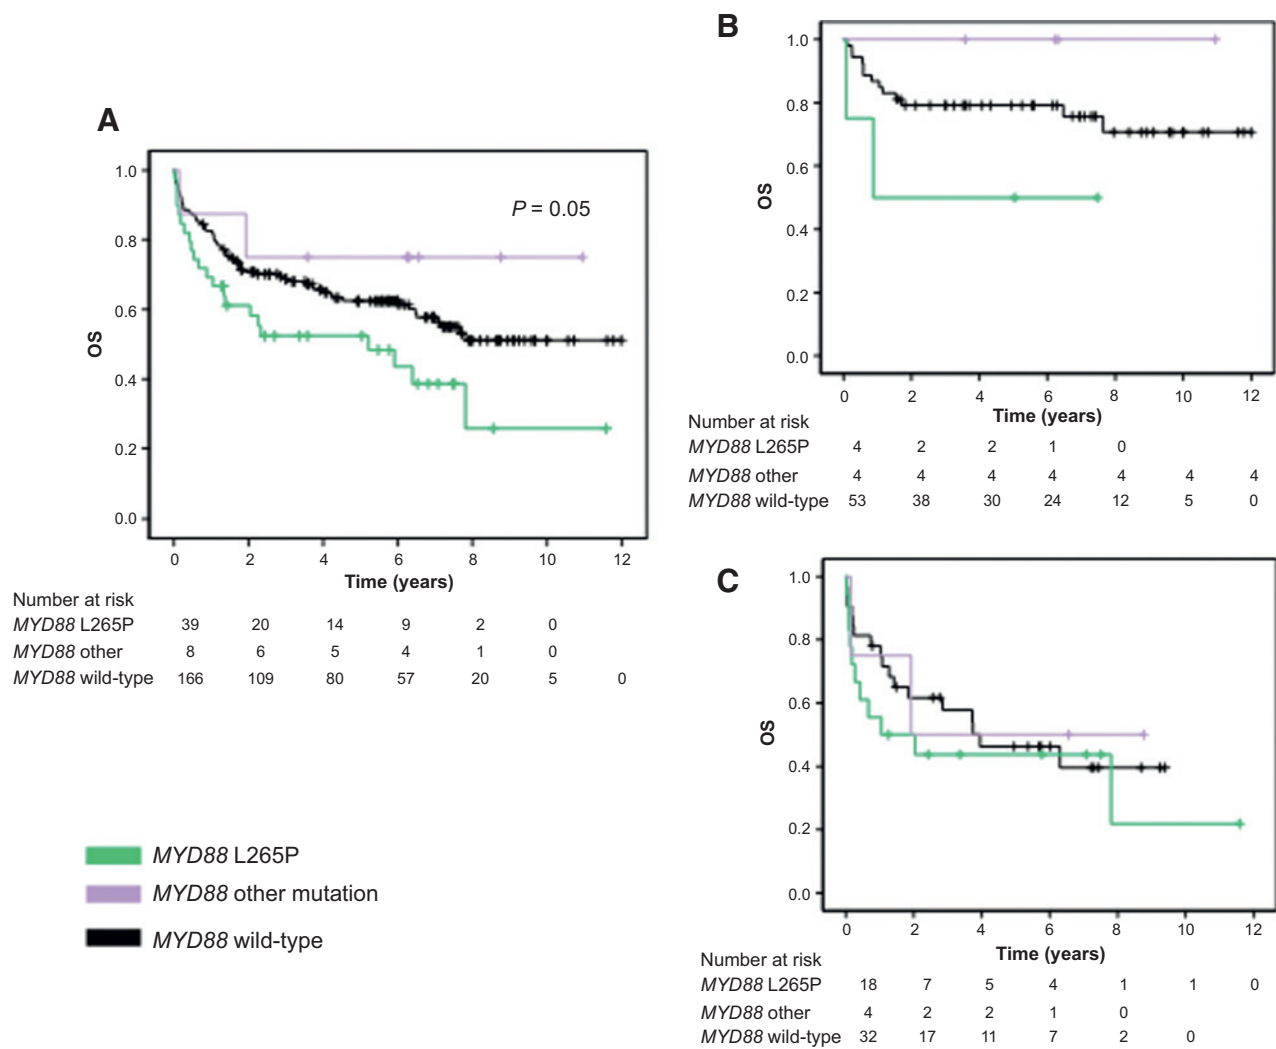 A
1.0
0.8
0.6
0.4
0.2
0.0
OS
P = 0.05
0 2 4 6 8 10 12
Time (years)
Number at risk
MYD88 L265P 39 20 14 9 2 0
MYD88 other 8 6 5 4 1 0
MYD88 wild-type 166 109 80 57 20 5 0
MYD88 L265P
MYD88 other mutation
MYD88 wild-type
B
1.0
0.8
0.6
0.4
0.2
0.0
OS
0 2 4 6 8 10 12
Time (years)
Number at risk
MYD88 L265P 4 2 2 1 0
MYD88 other 4 4 4 4 4 4 4
MYD88 wild-type 53 38 30 24 12 5 0
C
1.0
0.8
0.6
0.4
0.2
0.0
OS
0 2 4 6 8 10 12
Time (years)
Number at risk
MYD88 L265P 18 7 5 4 1 1 0
MYD88 other 4 2 2 1 0
MYD88 wild-type 32 17 11 7 2 0